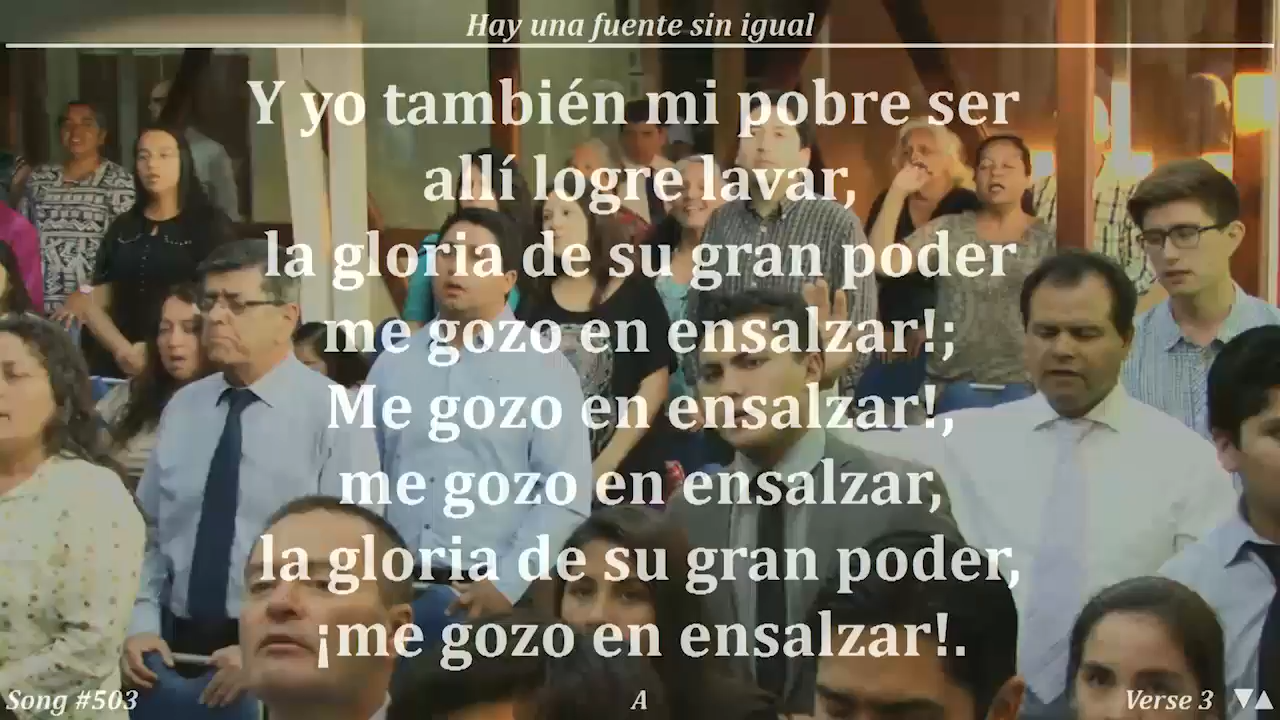 Hay una fuente sin igual
Y yo también mi pobre ser
allí logre lavar,
la gloria de su gran poder
me gozo en ensalzar!;
Me gozo en ensalzar!,
me gozo en ensalzar,
la gloria de su gran poder,
¡me gozo en ensalzar!.
Song #503
A
Verse 3 ▼▲